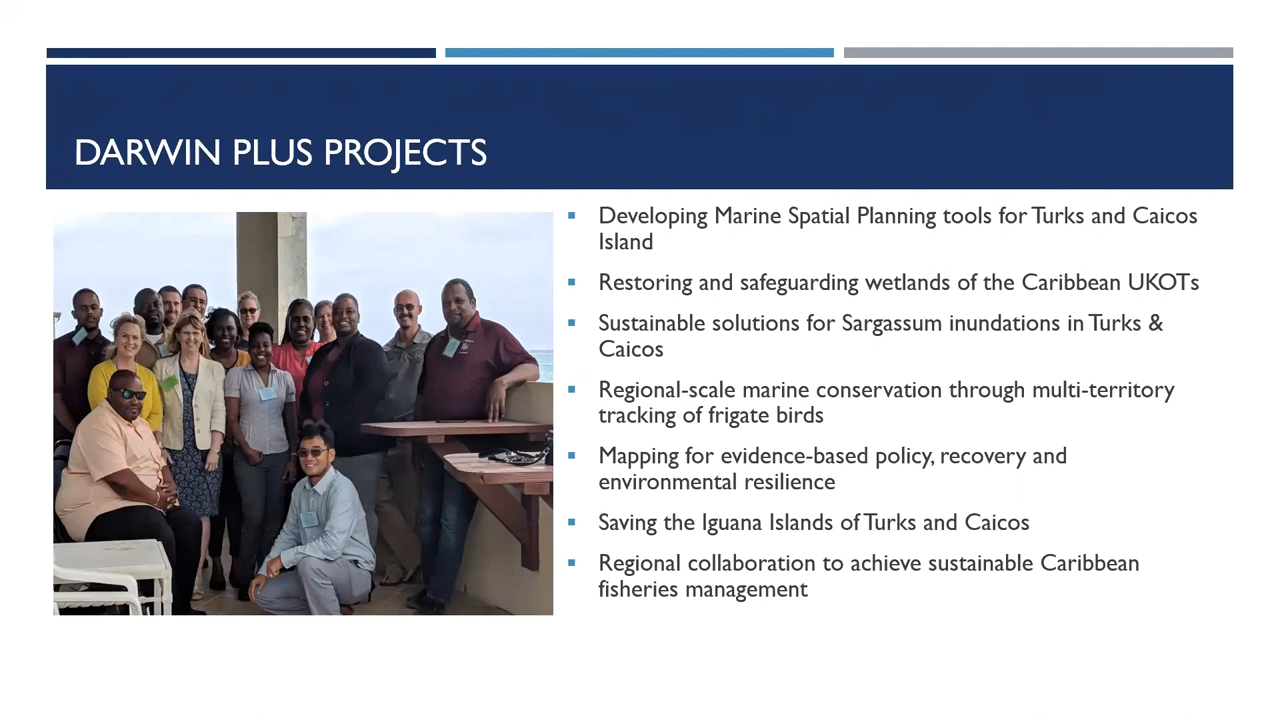 DARWIN PLUS PROJECTS
Developing Marine Spatial Planning tools for Turks and Caicos
Island
Restoring and safeguarding wetlands of the Caribbean UKOTs
Sustainable solutions for Sargassum inundations in Turks &
Caicos
Regional-scale marine conservation through multi-territory
tracking of frigate birds
Mapping for evidence-based policy, recovery and
environmental resilience
Saving the Iguana Islands of Turks and Caicos
Regional collaboration to achieve sustainable Caribbean
fisheries management